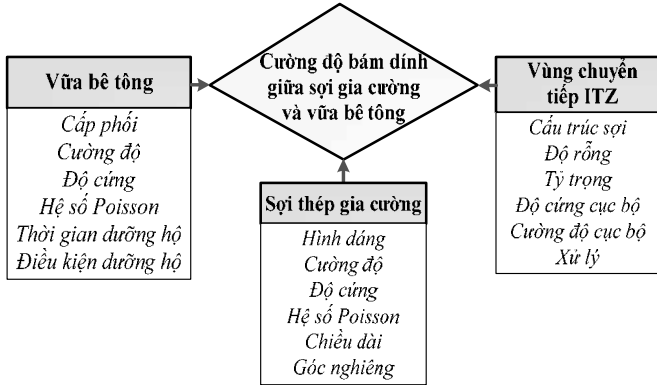 Vữa bê tông
Cấp phối
Cường độ
Độ cứng
Hệ số Poisson
Thời gian dưỡng hộ
Điều kiện dưỡng hộ
Cường độ bám dính
giữa sợi gia cường
và vữa bê tông
Sợi thép gia cường
Hình dáng
Cường độ
Độ cứng
Hệ số Poisson
Chiều dài
Góc nghiêng
Vùng chuyển
tiếp ITZ
Cấu trúc sợi
Độ rỗng
Tỷ trọng
Độ cứng cục bộ
Cường độ cục bộ
Xử lý